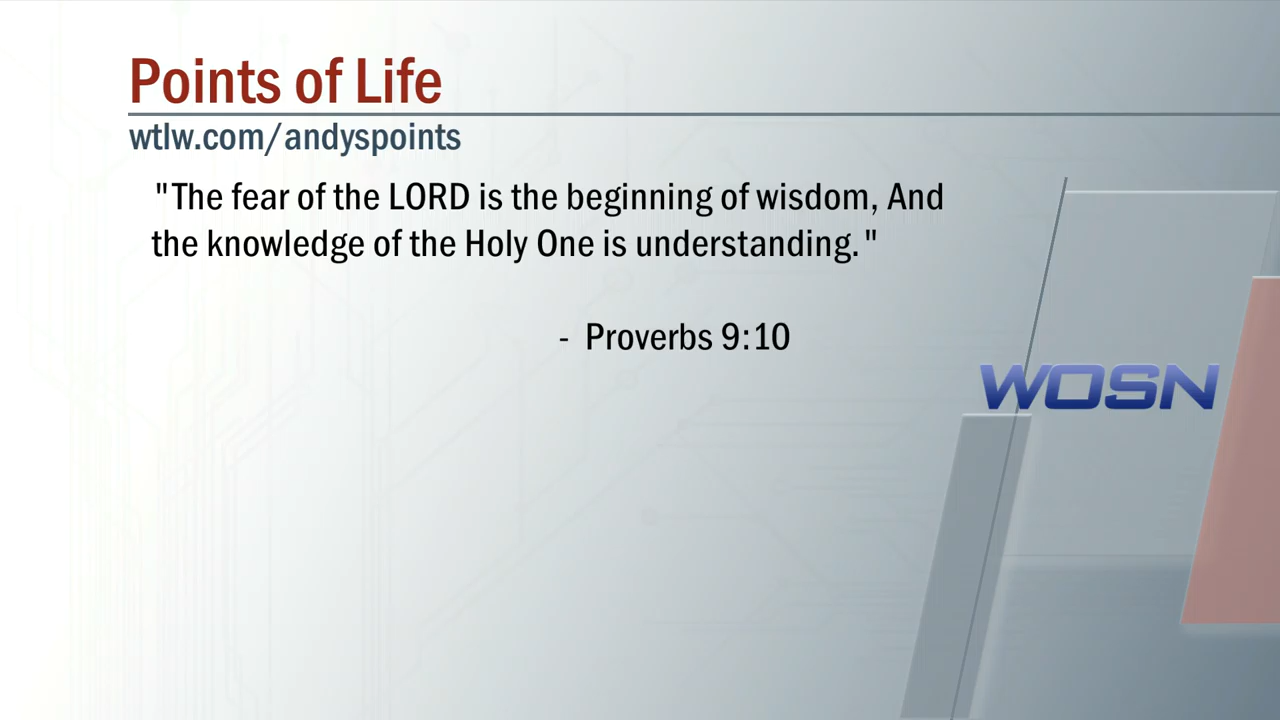 Points of Life
wtlw.com/andyspoints
"The fear of the LORD is the beginning of wisdom, And
the knowledge of the Holy One is understanding."
- Proverbs 9:10
WOSN